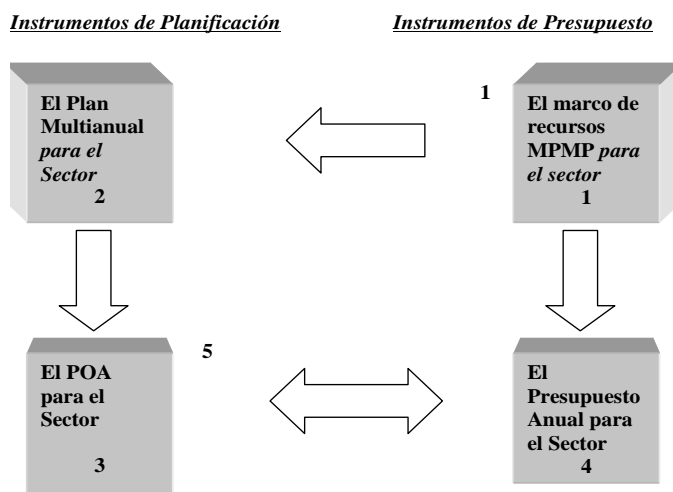 Instrumentos de Planificación
Instrumentos de Presupuesto
El Plan
Multianual
para el
Sector
2
1
El marco de
recursos
MPMP para
el sector
1
El POA
para el
Sector
3
5
El
Presupuesto
Anual para
el Sector
4